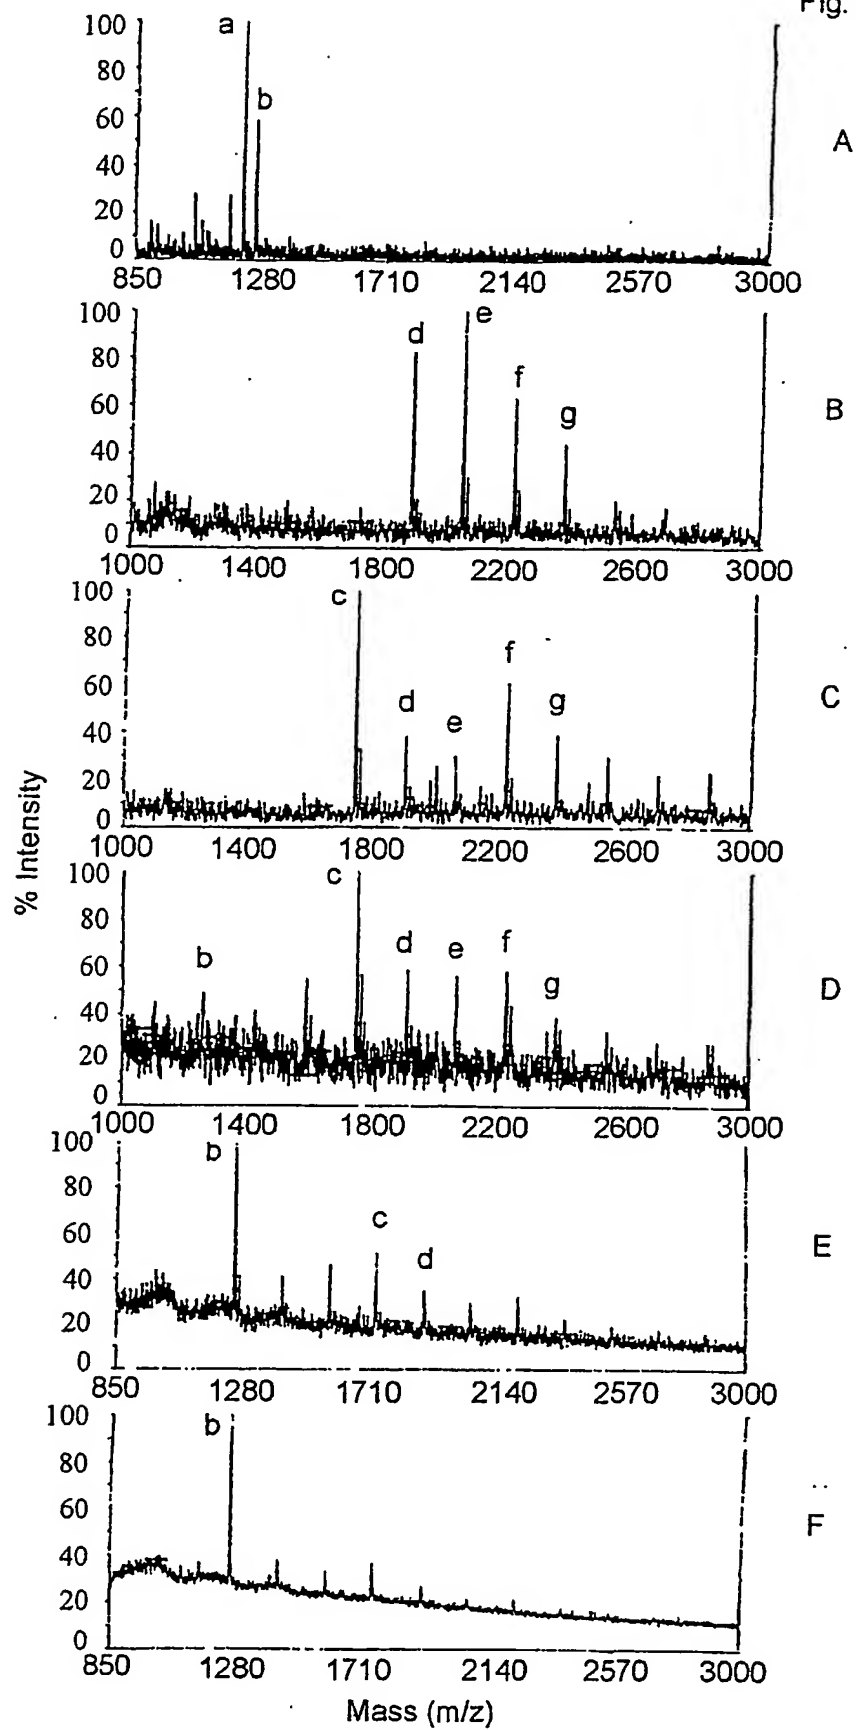 Fig.
100 a
80 b
60 A
40
20
0
850 1280 1710 2140 2570 3000
100 d e
80 f
60 g B
40
20
0
1000 1400 1800 2200 2600 3000
100 c
80 f
60 d e g C
40
20
0
1000 1400 1800 2200 2600 3000
% Intensity
100 c
80 d e f
60 b g D
40
20
0
1000 1400 1800 2200 2600 3000
100 b
80
60 c d E
40
20
0
850 1280 1710 2140 2570 3000
100 b
80
60 F
40
20
0
850 1280 1710 2140 2570 3000
Mass (m/z)